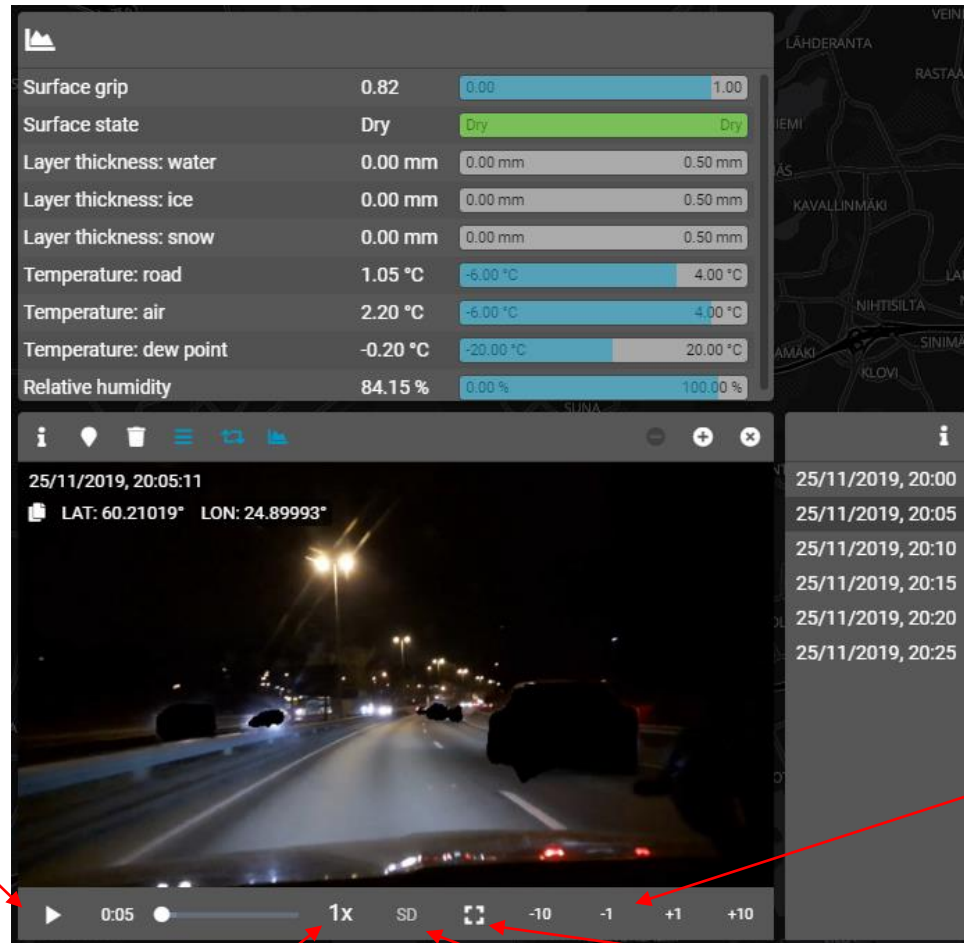 VEINI
LÄHDERANTA
RASTAA
Surface grip 0.82 0.00 1.00
Surface state Dry Dry Dry
IEMI
Layer thickness: water 0.00 mm 0.00 mm 0.50 mm
ÄS
Layer thickness: ice 0.00 mm 0.00 mm 0.50 mm
KAVALLINMÄKI
Layer thickness: snow 0.00 mm 0.00 mm 0.50 mm
Temperature: road 1.05 °C -6.00 °C 4.00 °C
Temperature: air 2.20 °C -6.00 °C 4.00 °C
NIHTISILTA
Temperature: dew point -0.20 °C -20.00 °C 20.00 °C
AMÄKI
SINIMÄ
KLOVI
Relative humidity 84.15 % 0.00 % 100.00 %
SUNA
25/11/2019, 20:05:11
LAT: 60.21019° LON: 24.89993°
25/11/2019, 20:00
25/11/2019, 20:05
25/11/2019, 20:10
25/11/2019, 20:15
25/11/2019, 20:20
25/11/2019, 20:25
0:05 1x SD -10 -1 +1 +10